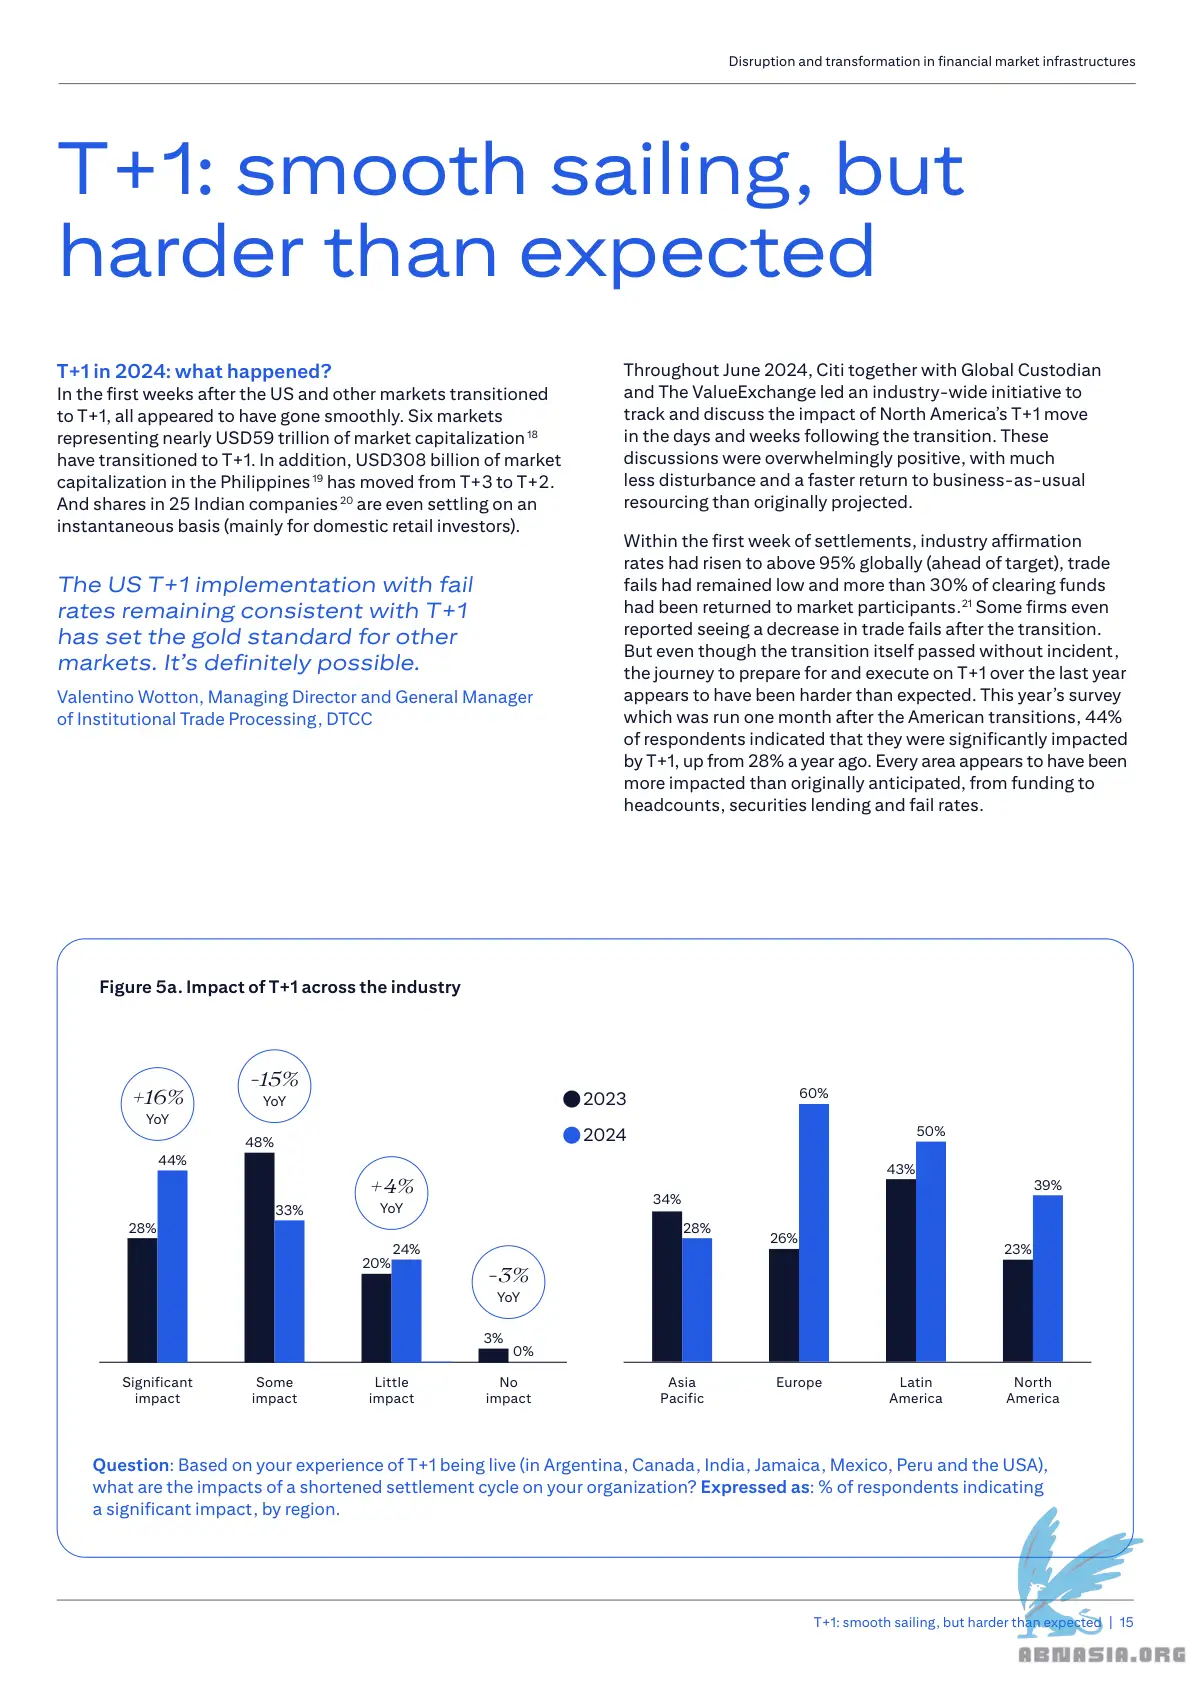 Disruption and transformation in financial market infrastructures
T+1: smooth sailing, but
harder than expected
T+1 in 2024: what happened?
In the first weeks after the US and other markets transitioned
to T+1, all appeared to have gone smoothly. Six markets
representing nearly USD59 trillion of market capitalization 18
have transitioned to T+1. In addition, USD308 billion of market
capitalization in the Philippines 19 has moved from T+3 to T+2.
And shares in 25 Indian companies 20 are even settling on an
instantaneous basis (mainly for domestic retail investors).
The US T+1 implementation with fail
rates remaining consistent with T+1
has set the gold standard for other
markets. It's definitely possible.
Valentino Wotton, Managing Director and General Manager
of Institutional Trade Processing, DTCC
Throughout June 2024, Citi together with Global Custodian
and The ValueExchange led an industry-wide initiative to
track and discuss the impact of North America's T+1 move
in the days and weeks following the transition. These
discussions were overwhelmingly positive, with much
less disturbance and a faster return to business-as-usual
resourcing than originally projected.
Within the first week of settlements, industry affirmation
rates had risen to above 95% globally (ahead of target), trade
fails had remained low and more than 30% of clearing funds
had been returned to market participants.21 Some firms even
reported seeing a decrease in trade fails after the transition.
But even though the transition itself passed without incident,
the journey to prepare for and execute on T+1 over the last year
appears to have been harder than expected. This year's survey
which was run one month after the American transitions, 44%
of respondents indicated that they were significantly impacted
by T+1, up from 28% a year ago. Every area appears to have been
more impacted than originally anticipated, from funding to
headcounts, securities lending and fail rates.
Figure 5a. Impact of T+1 across the industry
+16%
YoY
-15%
YoY
+4%
YoY
-3%
YoY
28%
44%
48%
33%
20%
24%
3%
0%
Significant
impact
Some
impact
Little
impact
No
impact
2023
2024
34%
28%
26%
60%
43%
50%
23%
39%
Asia
Pacific
Europe
Latin
America
North
America
Question: Based on your experience of T+1 being live (in Argentina, Canada, India, Jamaica, Mexico, Peru and the USA),
what are the impacts of a shortened settlement cycle on your organization? Expressed as: % of respondents indicating
a significant impact, by region.
T+1: smooth sailing, but harder than expected | 15
ABNASIA.ORG